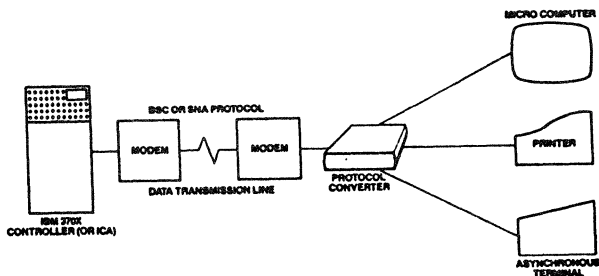 MICRO COMPUTER
BSC OR SNA PROTOCOL
MODEM
MODEM
PRINTER
DATA TRANSMISSION LINE
PROTOCOL
CONVERTER
IBM 370X
CONTROLLER (OR ICA)
ASYNCHRONOUS
TERMINAL